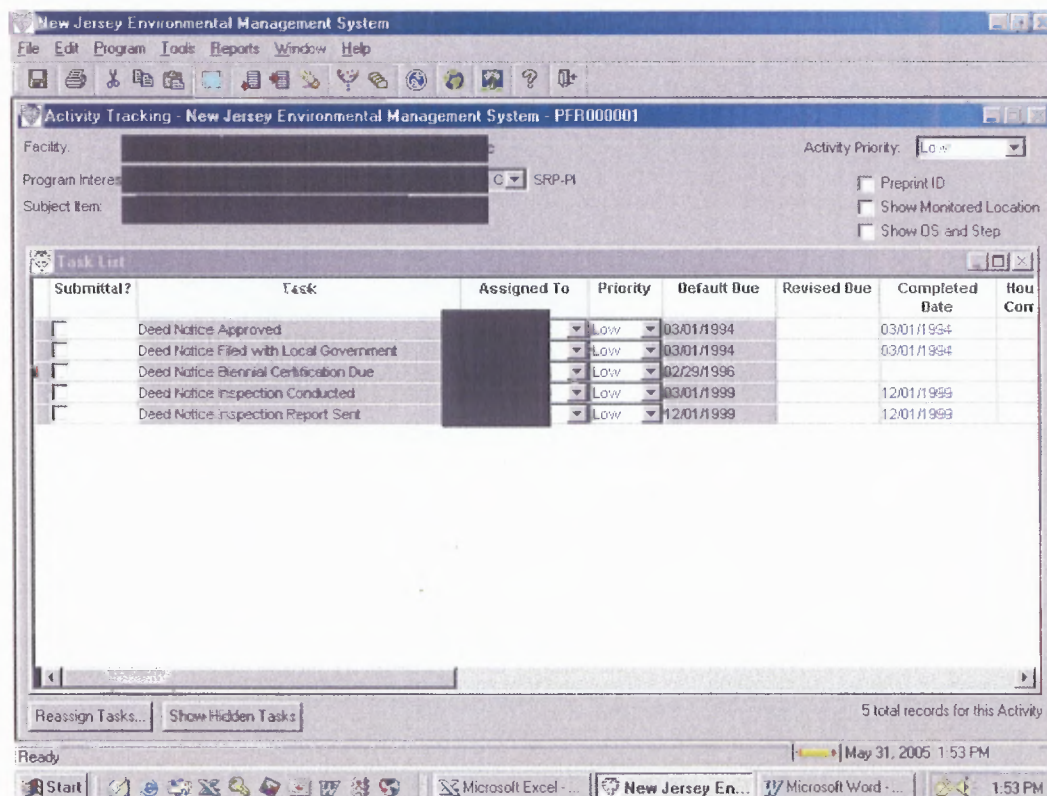 New Jersey Environmental Management System
File Edit Program Tools Reports Window Help
Activity Tracking - New Jersey Environmental Management System - PFR000001
Facility: Activity Priority: Low
Program Interes C SRP-PI Preprint ID
Subject Item: Show Monitored Location
Show OS and Step
Task List
Submittal? Task Assigned To Priority Default Due Revised Due Completed Date Hou Com
Deed Notice Approved Low 03/01/1994 03/01/1994
Deed Notice Filed with Local Government Low 03/01/1994 03/01/1994
Deed Notice Biennial Certification Due Low 02/29/1996
Deed Notice Inspection Conducted Low 03/01/1999 12/01/1999
Deed Notice Inspection Report Sent Low 12/01/1999 12/01/1999
Reassign Tasks... Show Hidden Tasks 5 total records for this Activity
Ready May 31, 2005 1:53 PM
Start Microsoft Excel - ... New Jersey En... Microsoft Word - ... 1:53 PM